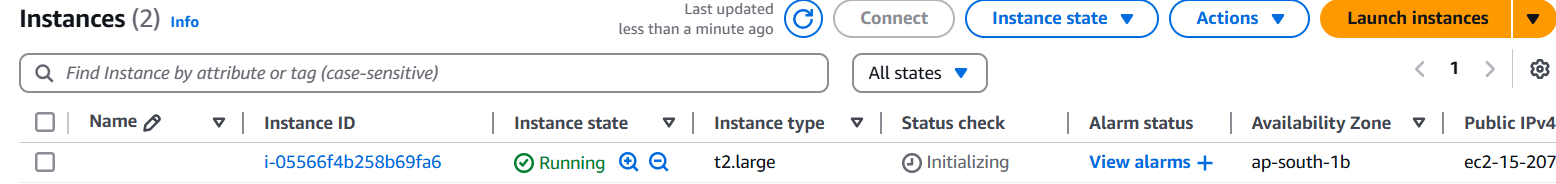 Instances (2) Info
Last updated
less than a minute ago
Connect
Instance state
Actions
Launch instances
Find Instance by attribute or tag (case-sensitive)
All states
1
Name Instance ID Instance state Instance type Status check Alarm status Availability Zone Public IPv4
i-05566f4b258b69fa6 Running t2.large Initializing View alarms + ap-south-1b ec2-15-207